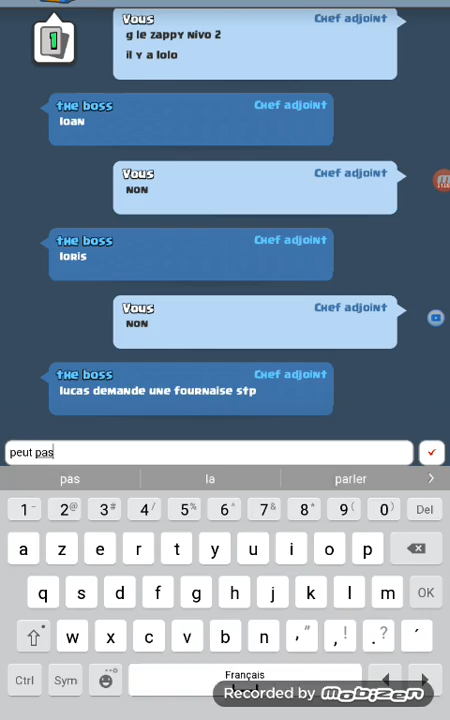 1
Vous Chef adjoint
g le zappy nivo 2
il y a lolo
the boss Chef adjoint
loan
Vous Chef adjoint
non
the boss Chef adjoint
loris
Vous Chef adjoint
non
the boss Chef adjoint
lucas demande une fournaise stp
peut pas
pas la parler
1 - 2 @ 3 # 4 / 5 % 6 ^ 7 & 8 * 9 ( 0 ) Del
a z e r t y u i o p
q s d f g h j k l m OK
w x c v b n ' " , ! . ? ´
Ctrl Sym Français
Recorded by mobizen